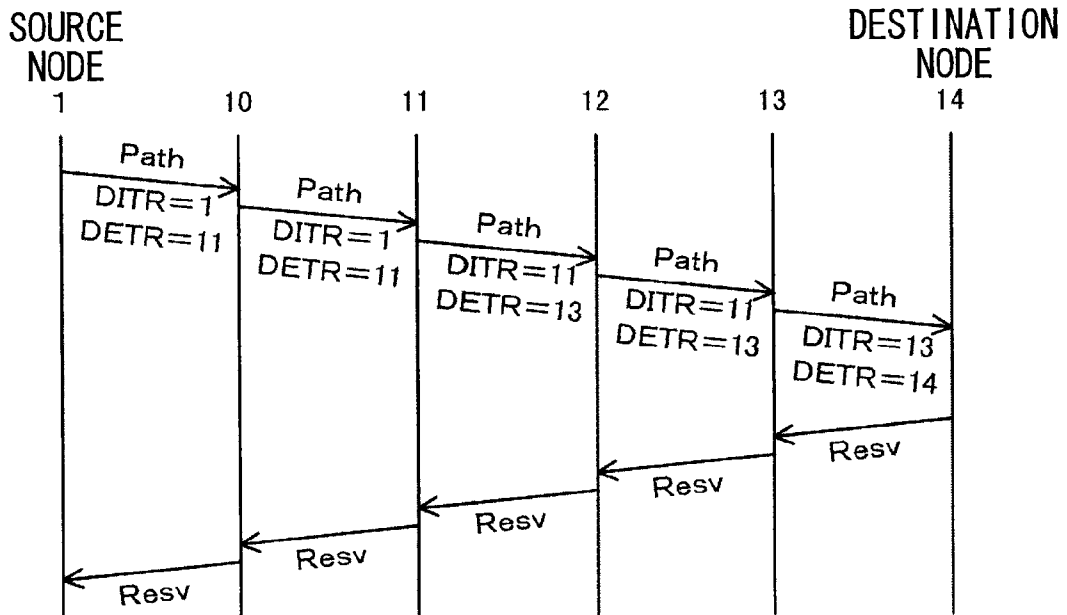 SOURCE
NODE
DESTINATION
NODE
1
10
11
12
13
14
Path
DITR=1
DETR=11
Path
DITR=1
DETR=11
Path
DITR=11
DETR=13
Path
DITR=11
DETR=13
Path
DITR=13
DETR=14
Resv
Resv
Resv
Resv
Resv